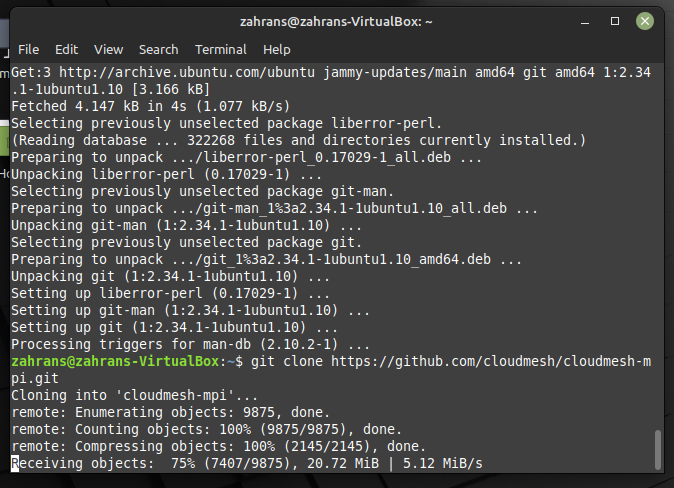 zahrans@zahrans-VirtualBox: ~
File Edit View Search Terminal Help
Get:3 http://archive.ubuntu.com/ubuntu jammy-updates/main amd64 git amd64 1:2.34
.1-1ubuntu1.10 [3.166 kB]
Fetched 4.147 kB in 4s (1.077 kB/s)
Selecting previously unselected package liberror-perl.
(Reading database ... 322268 files and directories currently installed.)
Preparing to unpack .../liberror-perl_0.17029-1_all.deb ...
Unpacking liberror-perl (0.17029-1) ...
Selecting previously unselected package git-man.
Preparing to unpack .../git-man_1%3a2.34.1-1ubuntu1.10_all.deb ...
Unpacking git-man (1:2.34.1-1ubuntu1.10) ...
Selecting previously unselected package git.
Preparing to unpack .../git_1%3a2.34.1-1ubuntu1.10_amd64.deb ...
Unpacking git (1:2.34.1-1ubuntu1.10) ...
Setting up liberror-perl (0.17029-1) ...
Setting up git-man (1:2.34.1-1ubuntu1.10) ...
Setting up git (1:2.34.1-1ubuntu1.10) ...
Processing triggers for man-db (2.10.2-1) ...
zahrans@zahrans-VirtualBox:~$ git clone https://github.com/cloudmesh/cloudmesh-m
pi.git
Cloning into 'cloudmesh-mpi'...
remote: Enumerating objects: 9875, done.
remote: Counting objects: 100% (9875/9875), done.
remote: Compressing objects: 100% (2145/2145), done.
Receiving objects:  75% (7407/9875), 20.72 MiB | 5.12 MiB/s